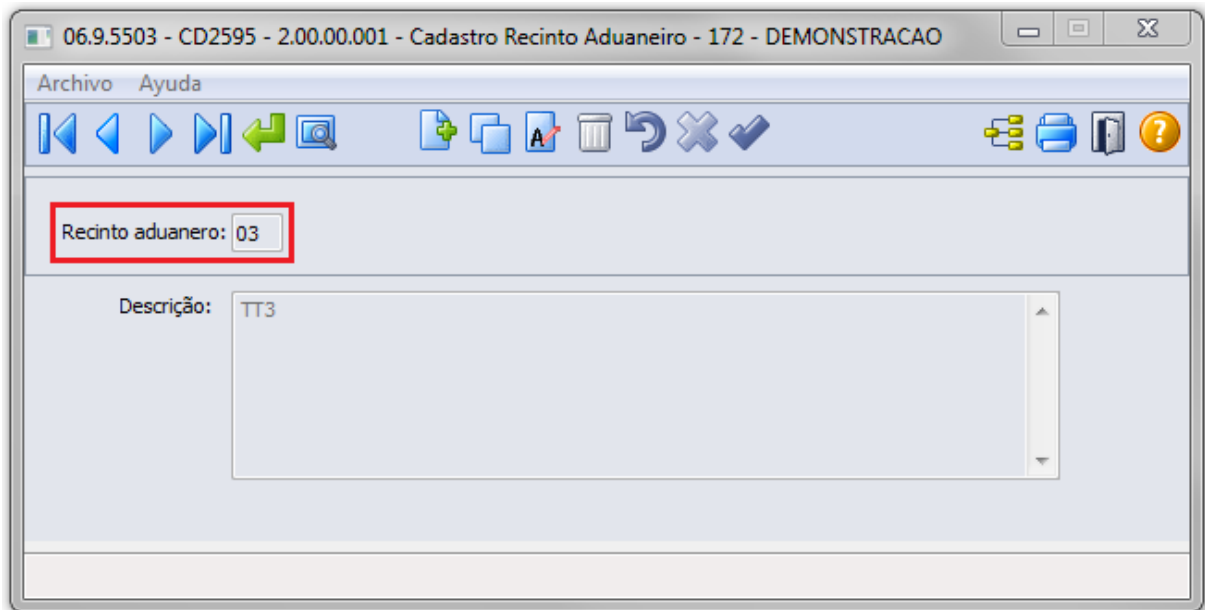 06.9.5503 - CD2595 - 2.00.00.001 - Cadastro Recinto Aduaneiro - 172 - DEMONSTRACAO
Archivo Ayuda
A
?
Recinto aduanero: 03
Descrição: TT3